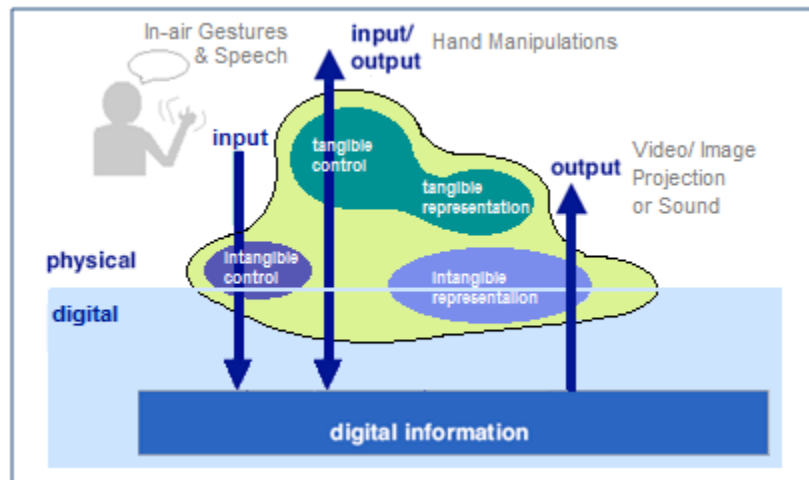 In-air Gestures
& Speech
input/
output
Hand Manipulations
input
tangible
control
tangible
representation
output
Video/ Image
Projection
or Sound
physical
intangible
control
intangible
representation
digital
digital information